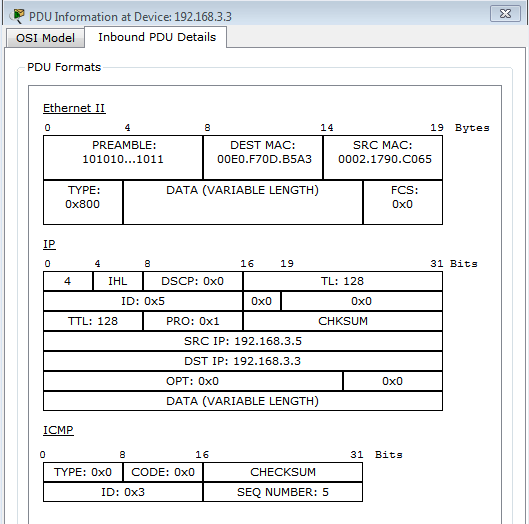 PDU Information at Device: 192.168.3.3
OSI Model Inbound PDU Details
PDU Formats
Ethernet II
0 4 8 14 19 Bytes
PREAMBLE: DEST MAC: SRC MAC:
101010...1011 00E0.F70D.B5A3 0002.1790.C065
TYPE: DATA (VARIABLE LENGTH) FCS:
0x800 0x0
IP
0 4 8 16 19 31 Bits
4 IHL DSCP: 0x0 TL: 128
ID: 0x5 0x0 0x0
TTL: 128 PRO: 0x1 CHKSUM
SRC IP: 192.168.3.5
DST IP: 192.168.3.3
OPT: 0x0 0x0
DATA (VARIABLE LENGTH)
ICMP
0 8 16 31 Bits
TYPE: 0x0 CODE: 0x0 CHECKSUM
ID: 0x3 SEQ NUMBER: 5